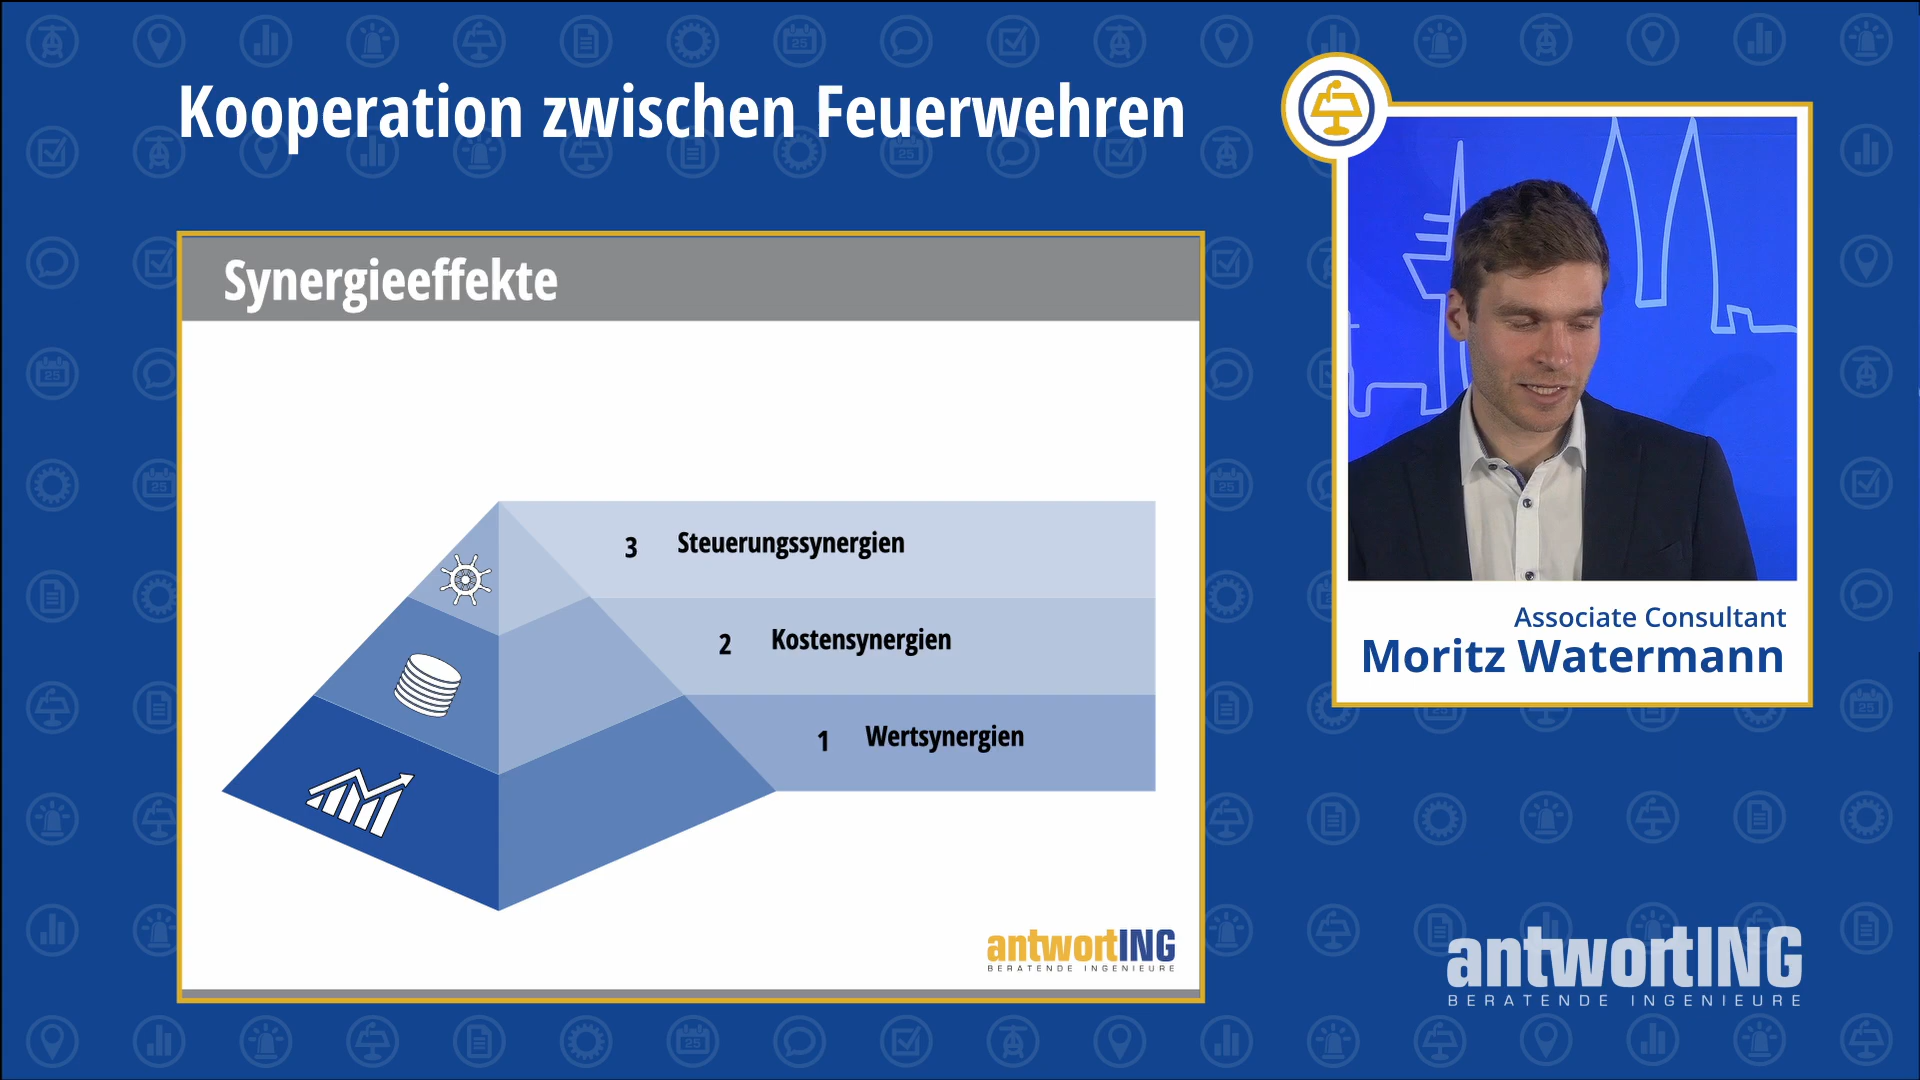 Kooperation zwischen Feuerwehren
Synergieeffekte
3 Steuerungssynergien
2 Kostensynergien
1 Wertsynergien
antwortING
BERATENDE INGENIEURE
Associate Consultant
Moritz Watermann
antwortING
BERATENDE INGENIEURE